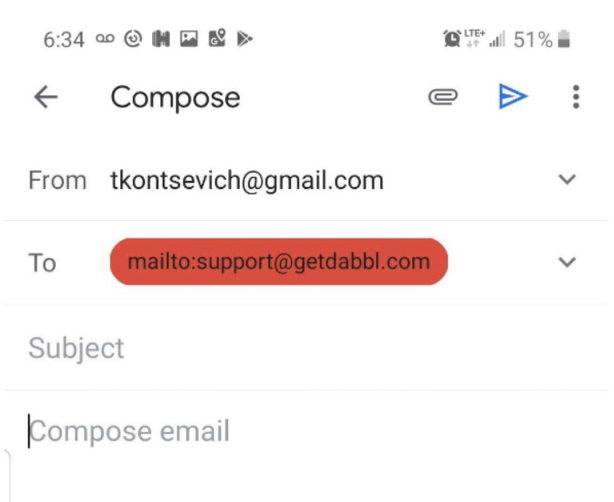 6:34 LTE+ 51%
Compose
From tkontsevich@gmail.com
To mailto:support@getdabbl.com
Subject
Compose email